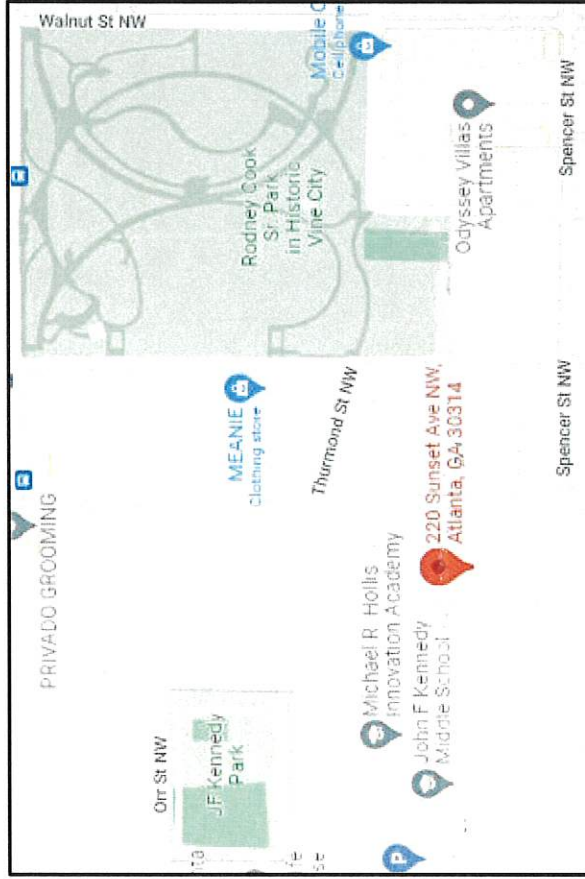 Walnut St NW
Mobile C
Cell phone
Rodney Cook
Sr. Park
in Historic
Vine City
Odyssey Villas
Apartments
Spencer St NW
PRIVADO GROOMING
MEANIE
Clothing store
Thurmond St NW
220 Sunset Ave NW,
Atlanta, GA 30314
Spencer St NW
Orr St NW
JF Kennedy
Park
Michael R. Hollis
Innovation Academy
John F Kennedy
Middle School
P